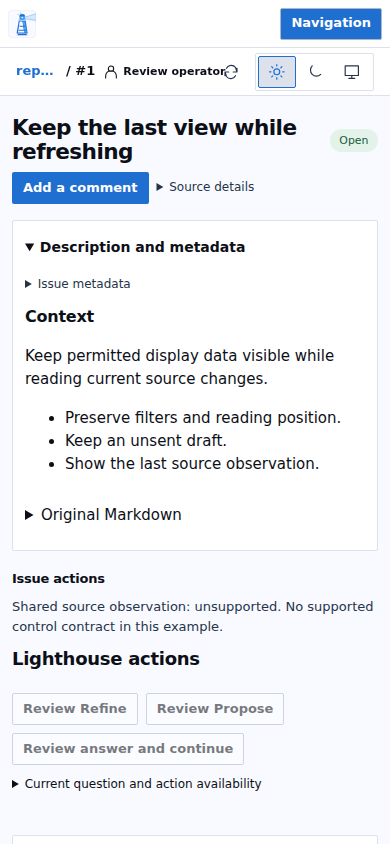 Navigation
rep… / #1 Review operator
Keep the last view while
refreshing
Open
Add a comment
Source details
Description and metadata
Issue metadata
Context
Keep permitted display data visible while
reading current source changes.
Preserve filters and reading position.
Keep an unsent draft.
Show the last source observation.
Original Markdown
Issue actions
Shared source observation: unsupported. No supported
control contract in this example.
Lighthouse actions
Review Refine
Review Propose
Review answer and continue
Current question and action availability